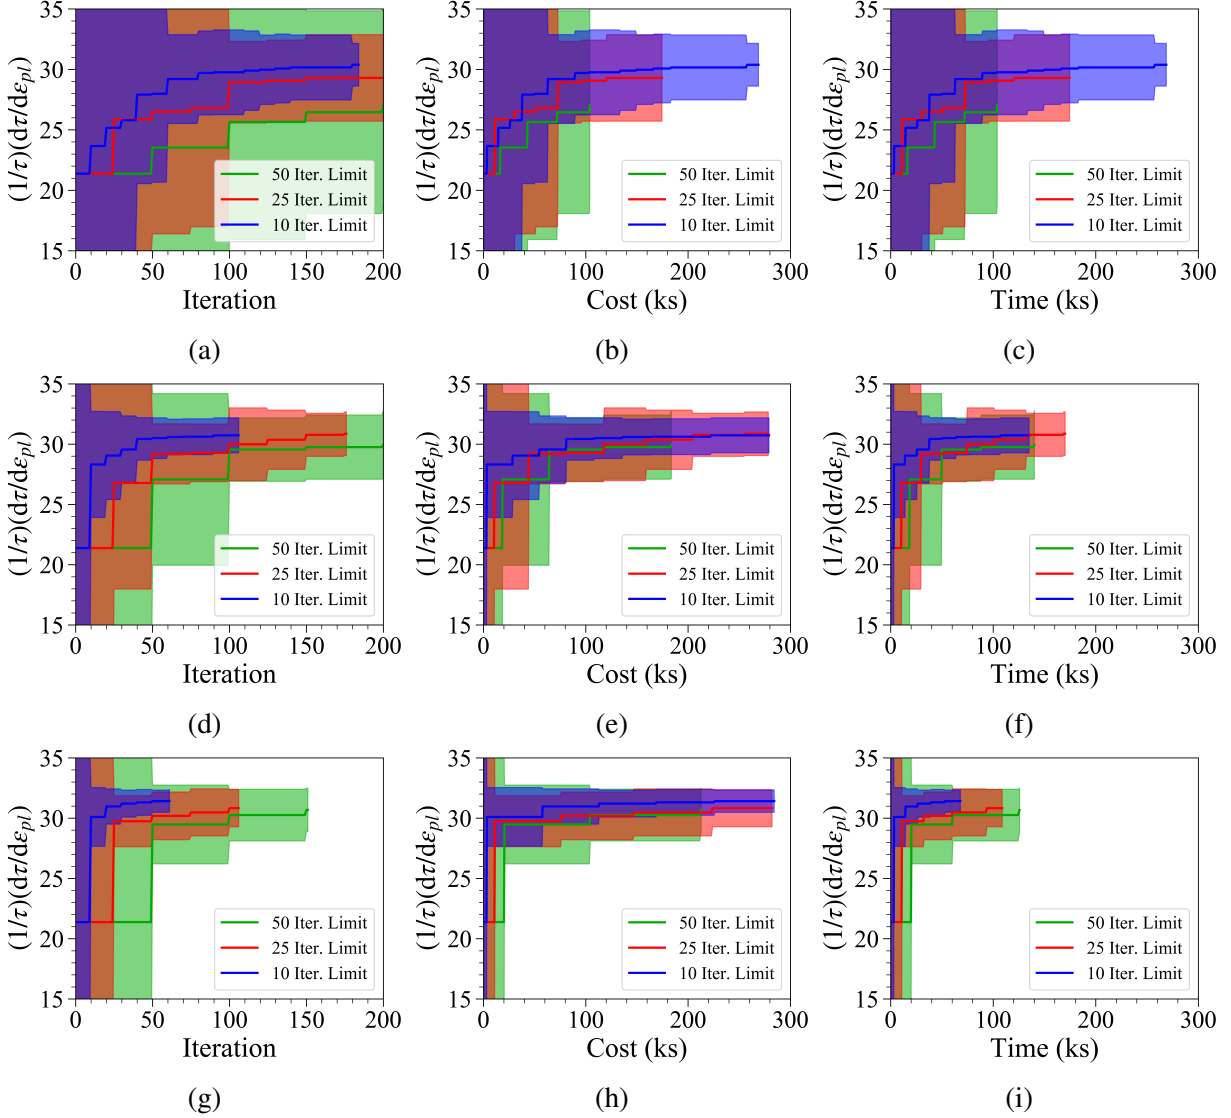 35
30
25
20
15
(1/τ)(dτ/dε_pl)
0 50 100 150 200
Iteration
50 Iter. Limit
25 Iter. Limit
10 Iter. Limit
(a)
35
30
25
20
15
(1/τ)(dτ/dε_pl)
0 100 200 300
Cost (ks)
50 Iter. Limit
25 Iter. Limit
10 Iter. Limit
(b)
35
30
25
20
15
(1/τ)(dτ/dε_pl)
0 100 200 300
Time (ks)
50 Iter. Limit
25 Iter. Limit
10 Iter. Limit
(c)
35
30
25
20
15
(1/τ)(dτ/dε_pl)
0 50 100 150 200
Iteration
50 Iter. Limit
25 Iter. Limit
10 Iter. Limit
(d)
35
30
25
20
15
(1/τ)(dτ/dε_pl)
0 100 200 300
Cost (ks)
50 Iter. Limit
25 Iter. Limit
10 Iter. Limit
(e)
35
30
25
20
15
(1/τ)(dτ/dε_pl)
0 100 200 300
Time (ks)
50 Iter. Limit
25 Iter. Limit
10 Iter. Limit
(f)
35
30
25
20
15
(1/τ)(dτ/dε_pl)
0 50 100 150 200
Iteration
50 Iter. Limit
25 Iter. Limit
10 Iter. Limit
(g)
35
30
25
20
15
(1/τ)(dτ/dε_pl)
0 100 200 300
Cost (ks)
50 Iter. Limit
25 Iter. Limit
10 Iter. Limit
(h)
35
30
25
20
15
(1/τ)(dτ/dε_pl)
0 100 200 300
Time (ks)
50 Iter. Limit
25 Iter. Limit
10 Iter. Limit
(i)